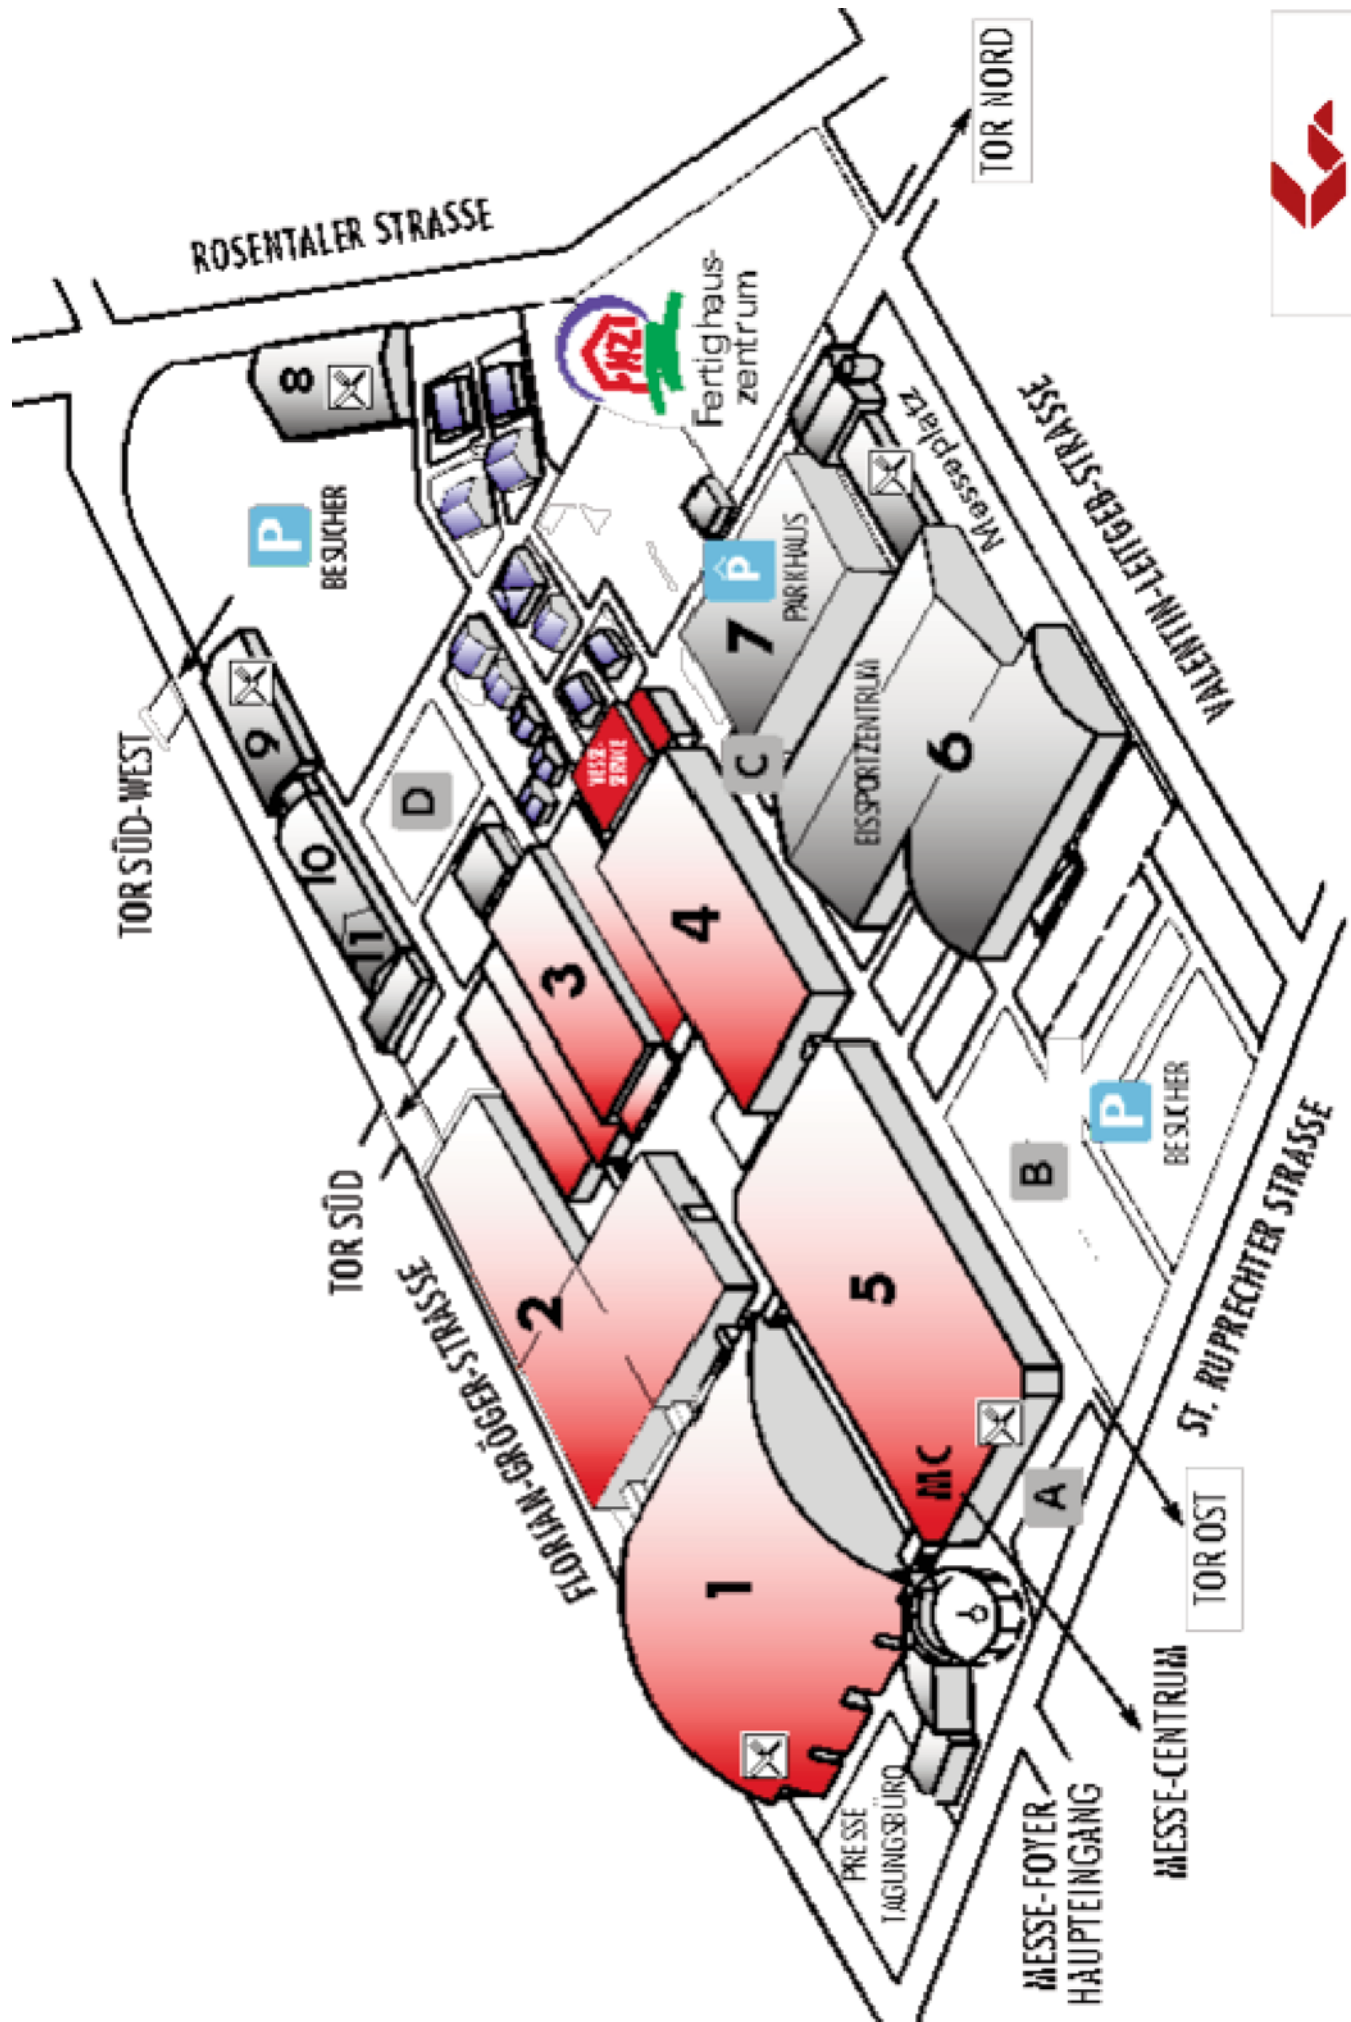 ROSENTALER STRASSE
TOR NORD
8
Fertighaus-
zentrum
FHZ
P
BESUCHER
Messeplatz
VALENTIN-LEITGEB-STRASSE
TOR SÜD-WEST
9
10
11
D
P
PARKHAUS
7
C
EISSPORTZENTRUM
6
4
3
TOR SÜD
FLORIAN-GRÖGER-STRASSE
2
5
MC
B
P
BESUCHER
ST. RUPRECHTER STRASSE
A
TOR OST
1
PRESSE
TAGUNGSBÜRO
MESSE-FOYER
HAUPTEINGANG
MESSE-CENTRUM